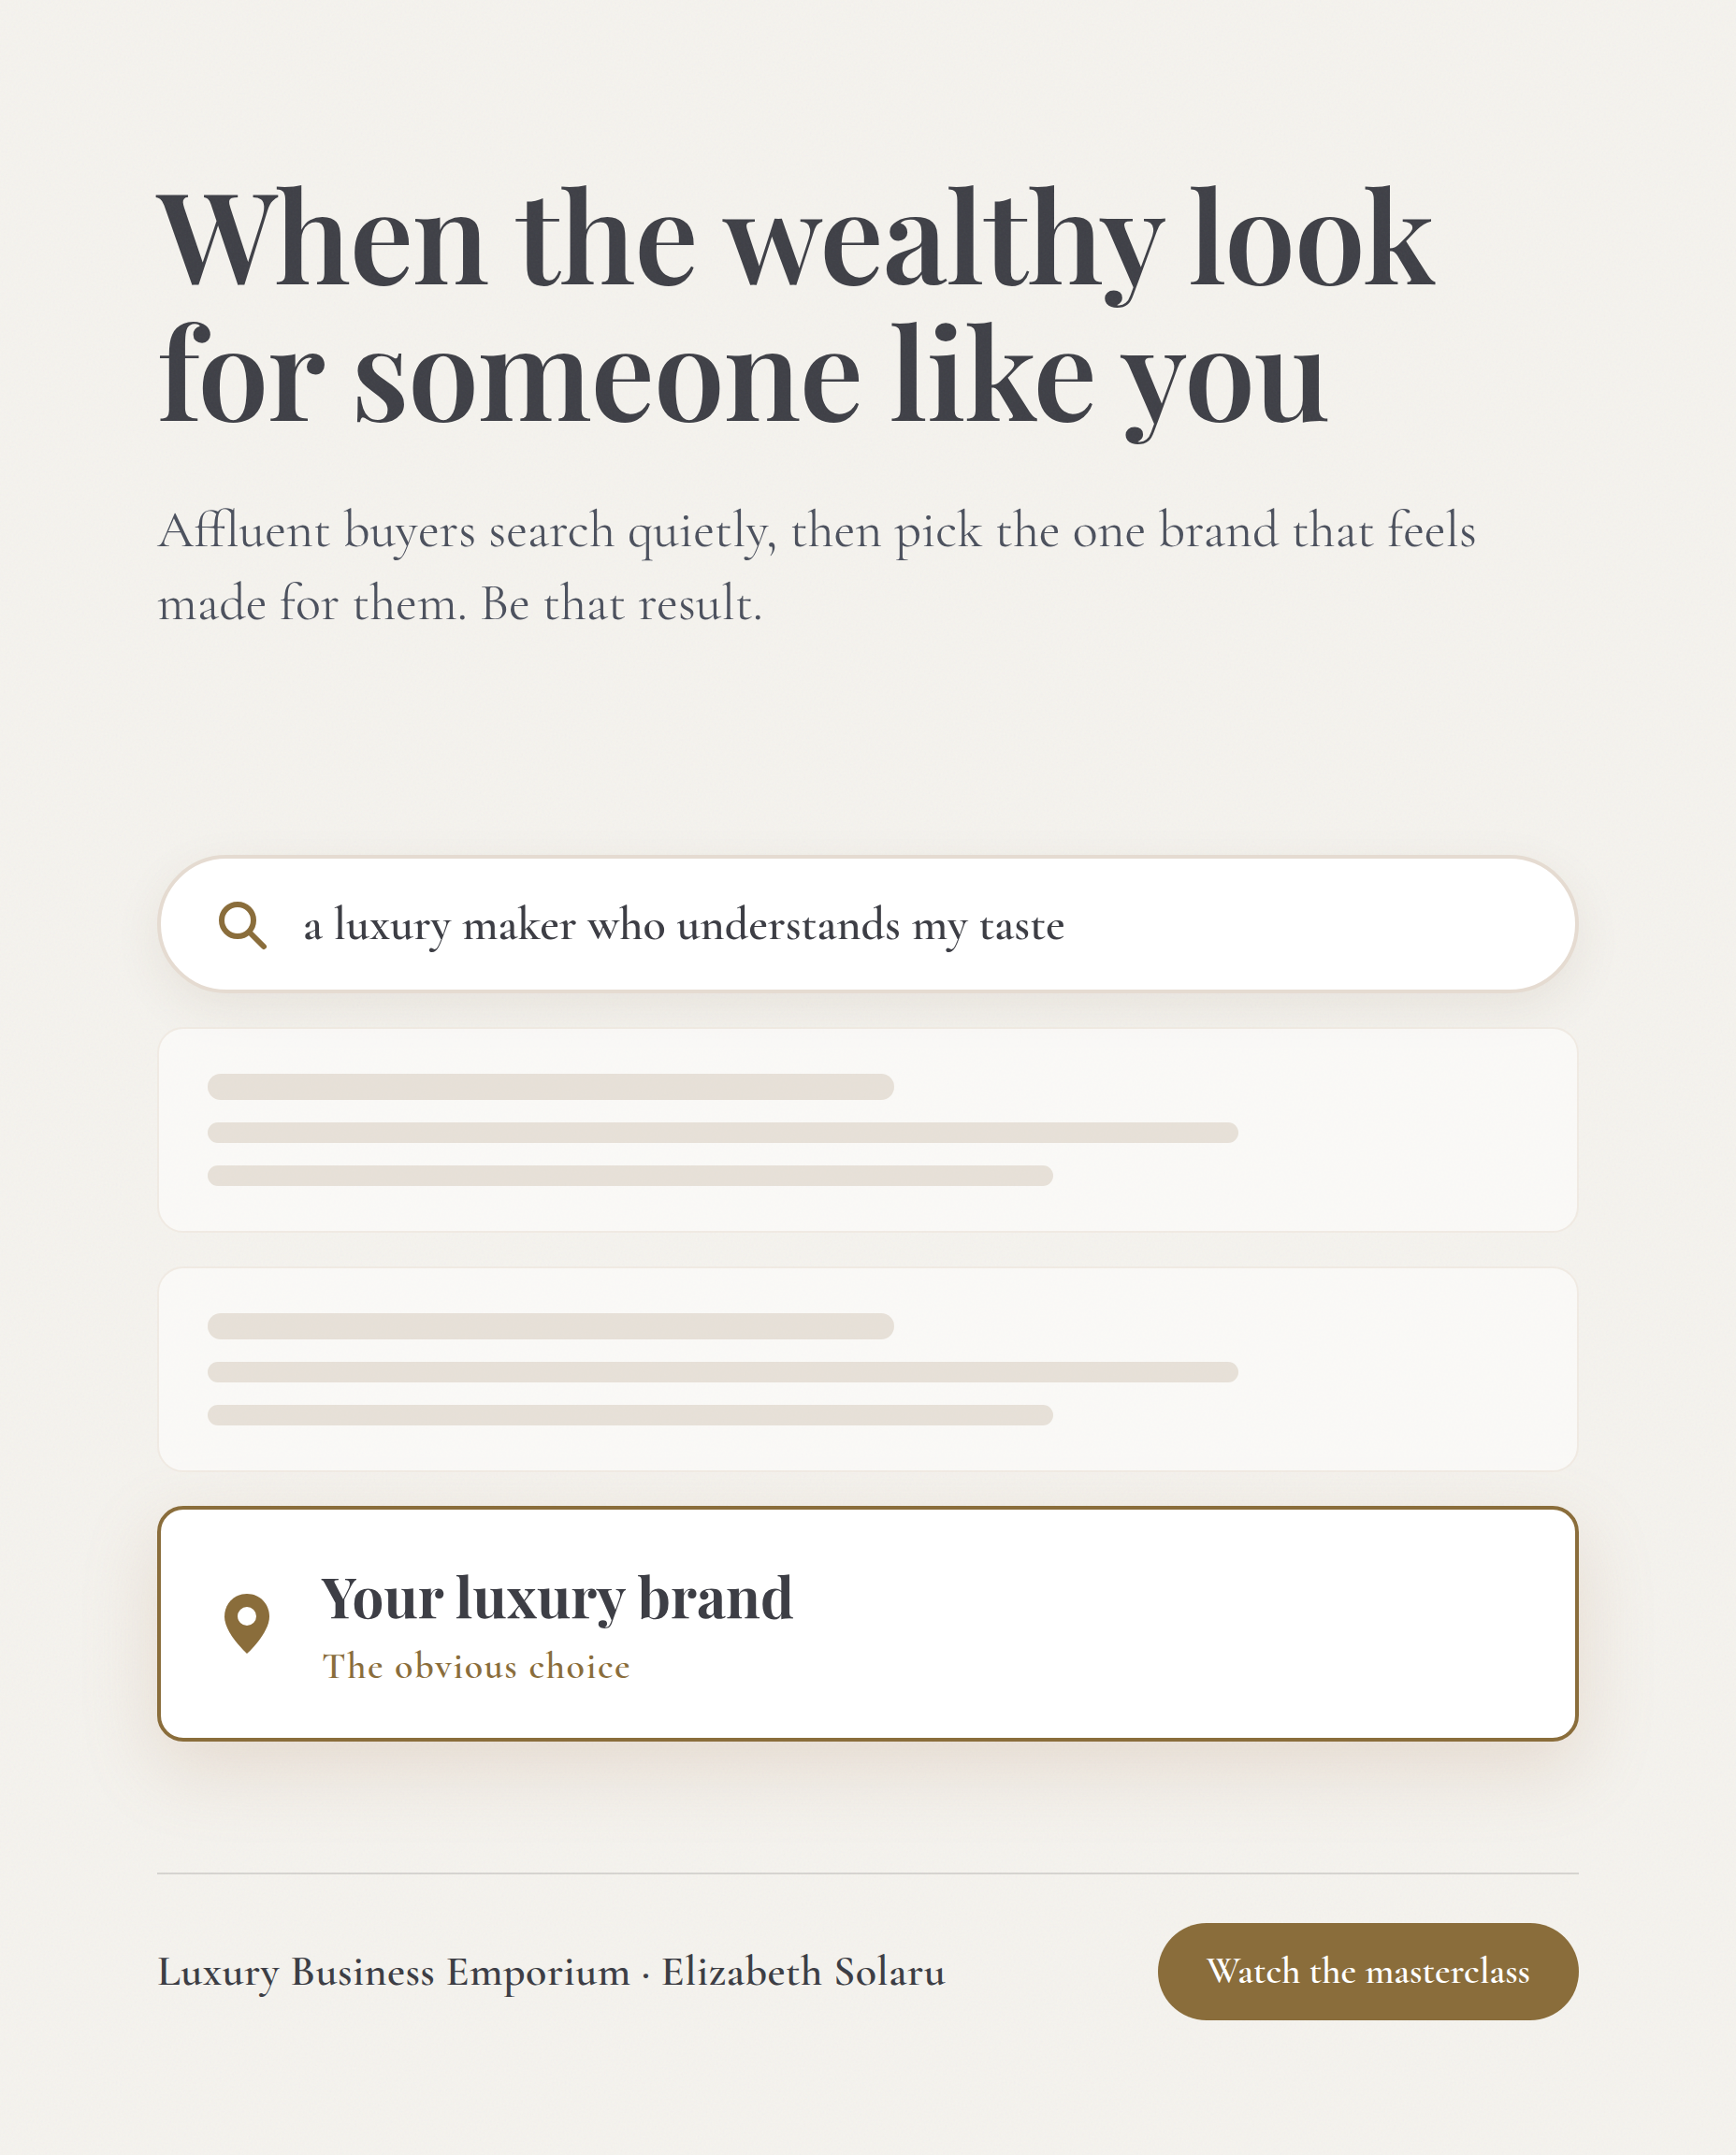 When the wealthy look
for someone like you
Affluent buyers search quietly, then pick the one brand that feels
made for them. Be that result.
a luxury maker who understands my taste
Your luxury brand
The obvious choice
Luxury Business Emporium · Elizabeth Solaru
Watch the masterclass